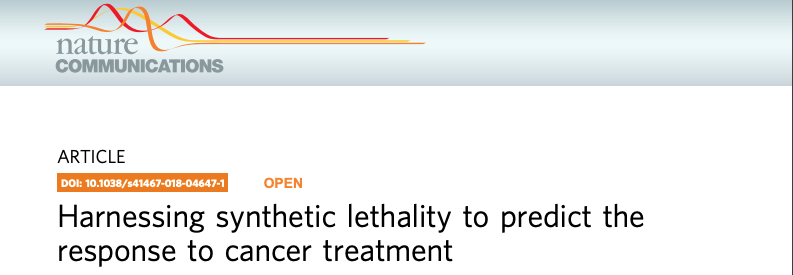 nature
COMMUNICATIONS
ARTICLE
DOI: 10.1038/s41467-018-04647-1 OPEN
Harnessing synthetic lethality to predict the
response to cancer treatment